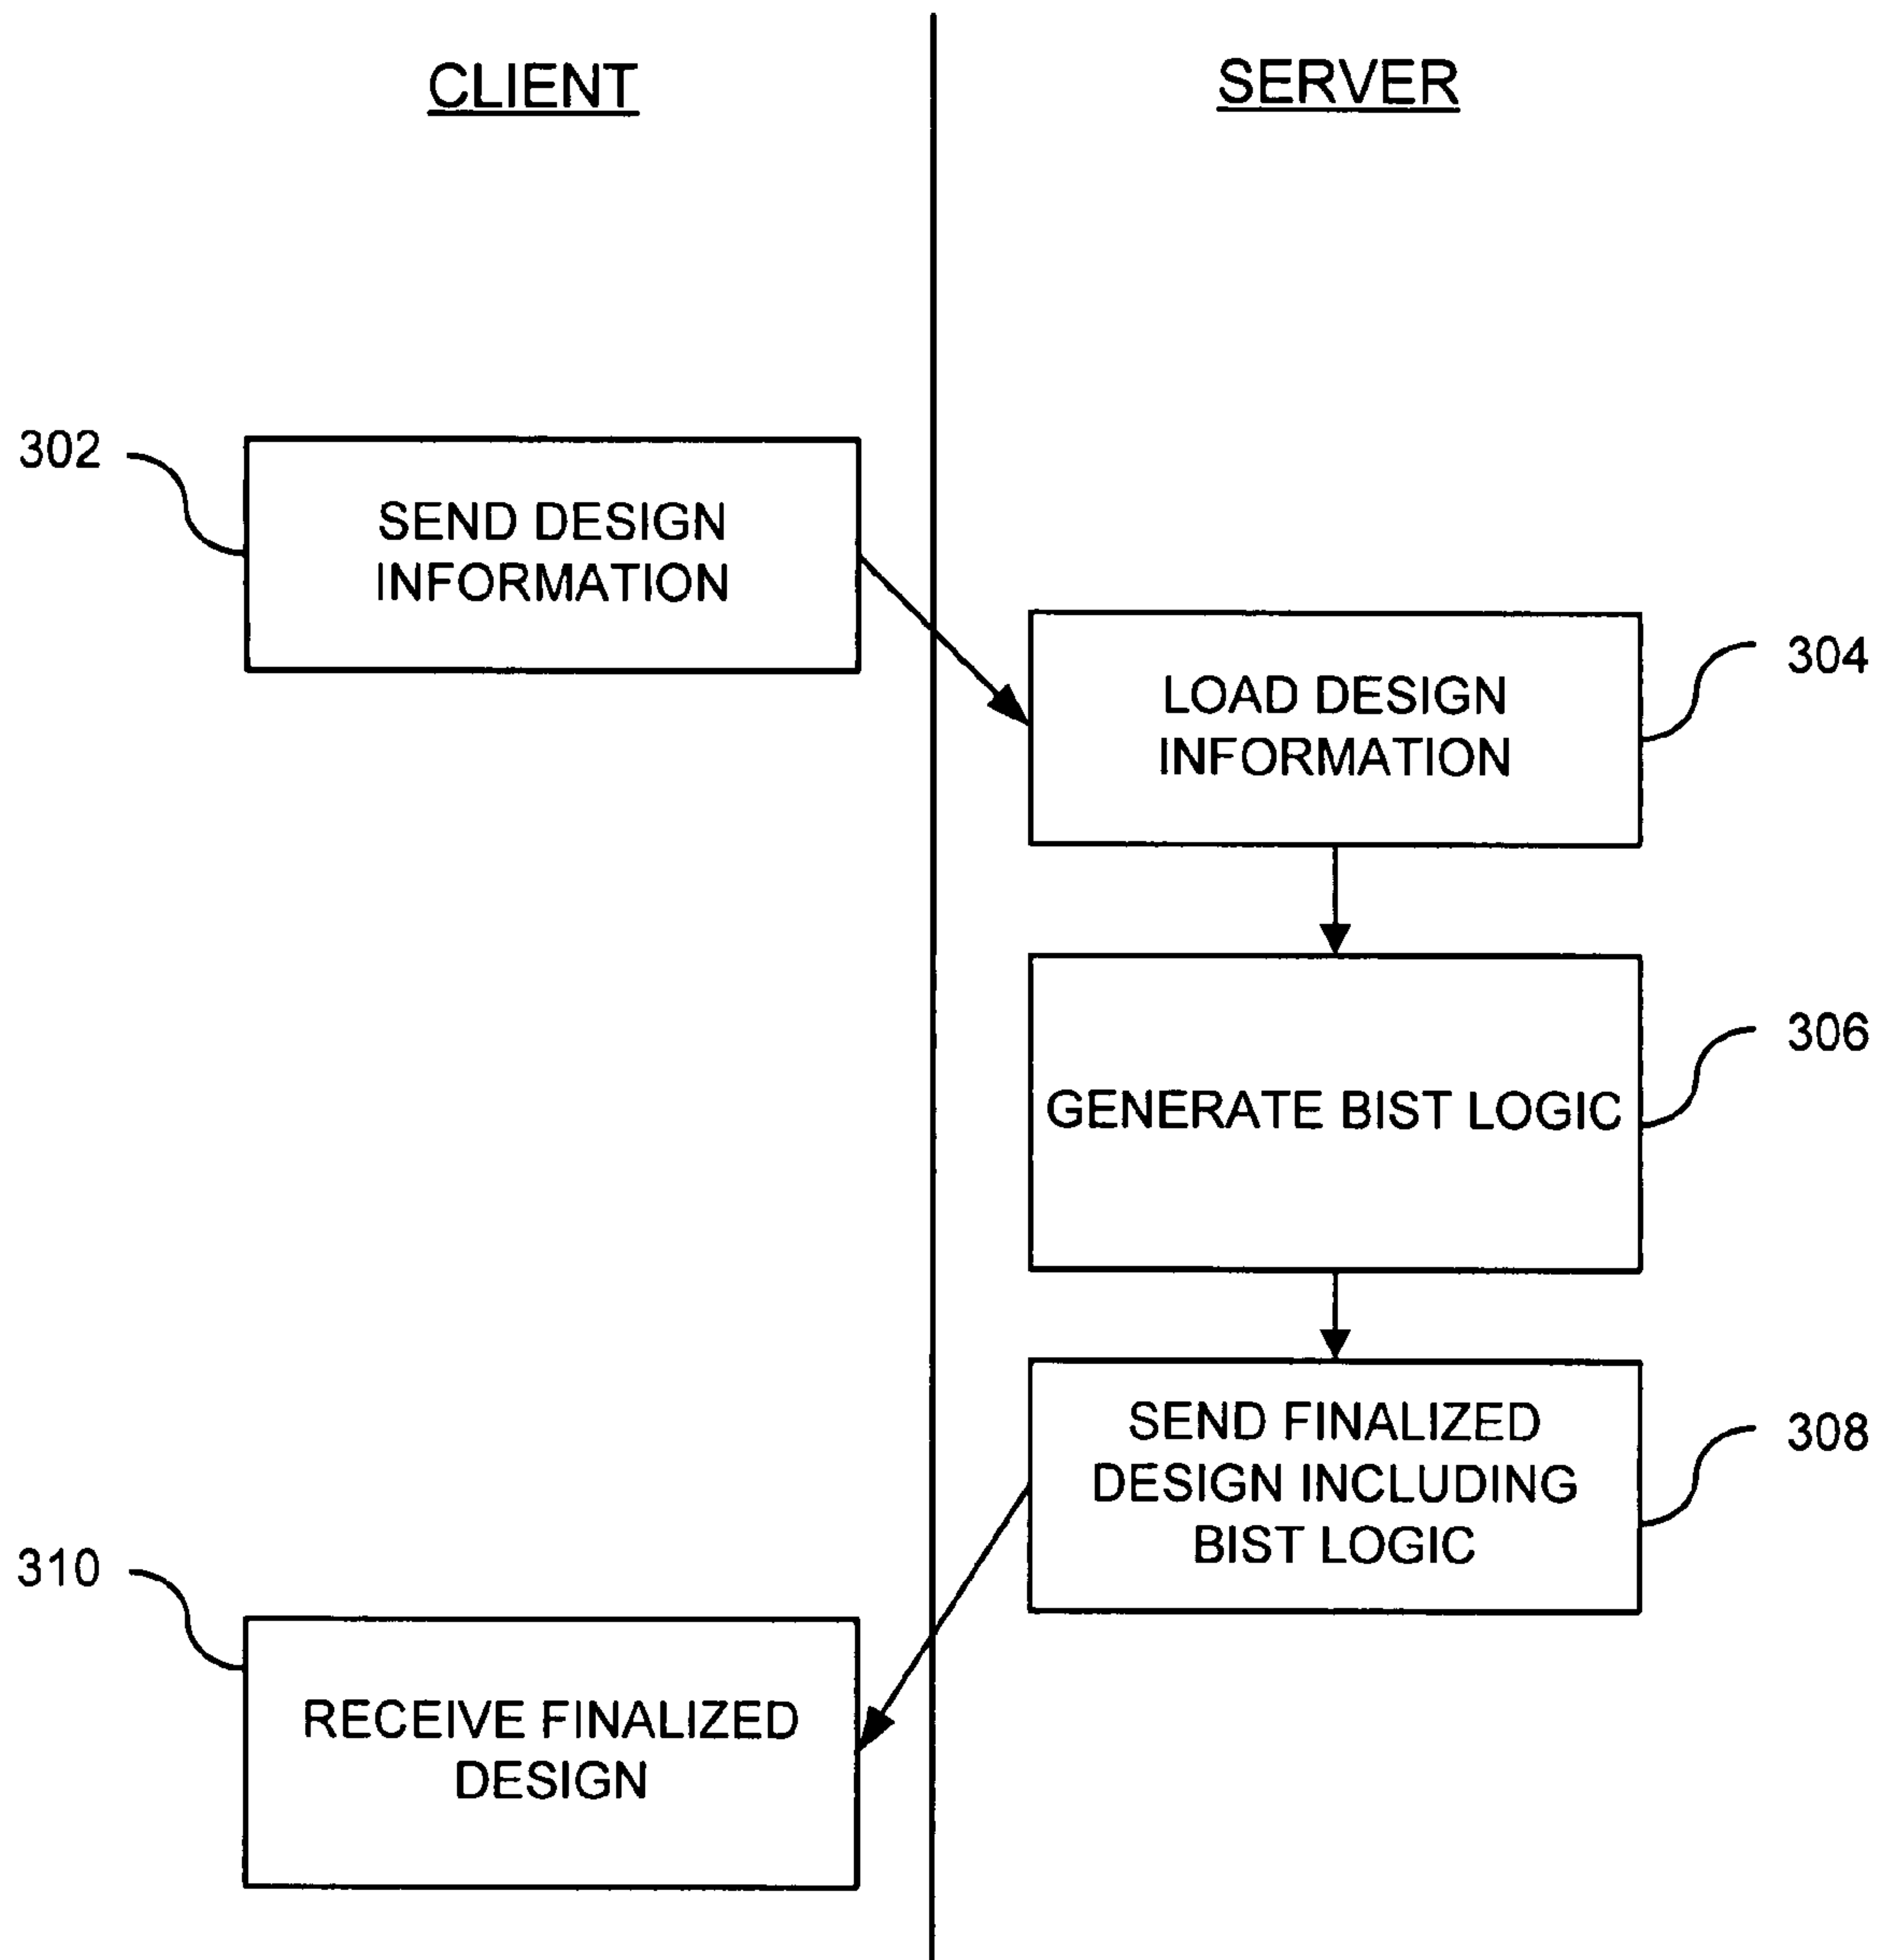 CLIENT
SERVER
302
SEND DESIGN
INFORMATION
LOAD DESIGN
INFORMATION
304
GENERATE BIST LOGIC
306
SEND FINALIZED
DESIGN INCLUDING
BIST LOGIC
308
310
RECEIVE FINALIZED
DESIGN